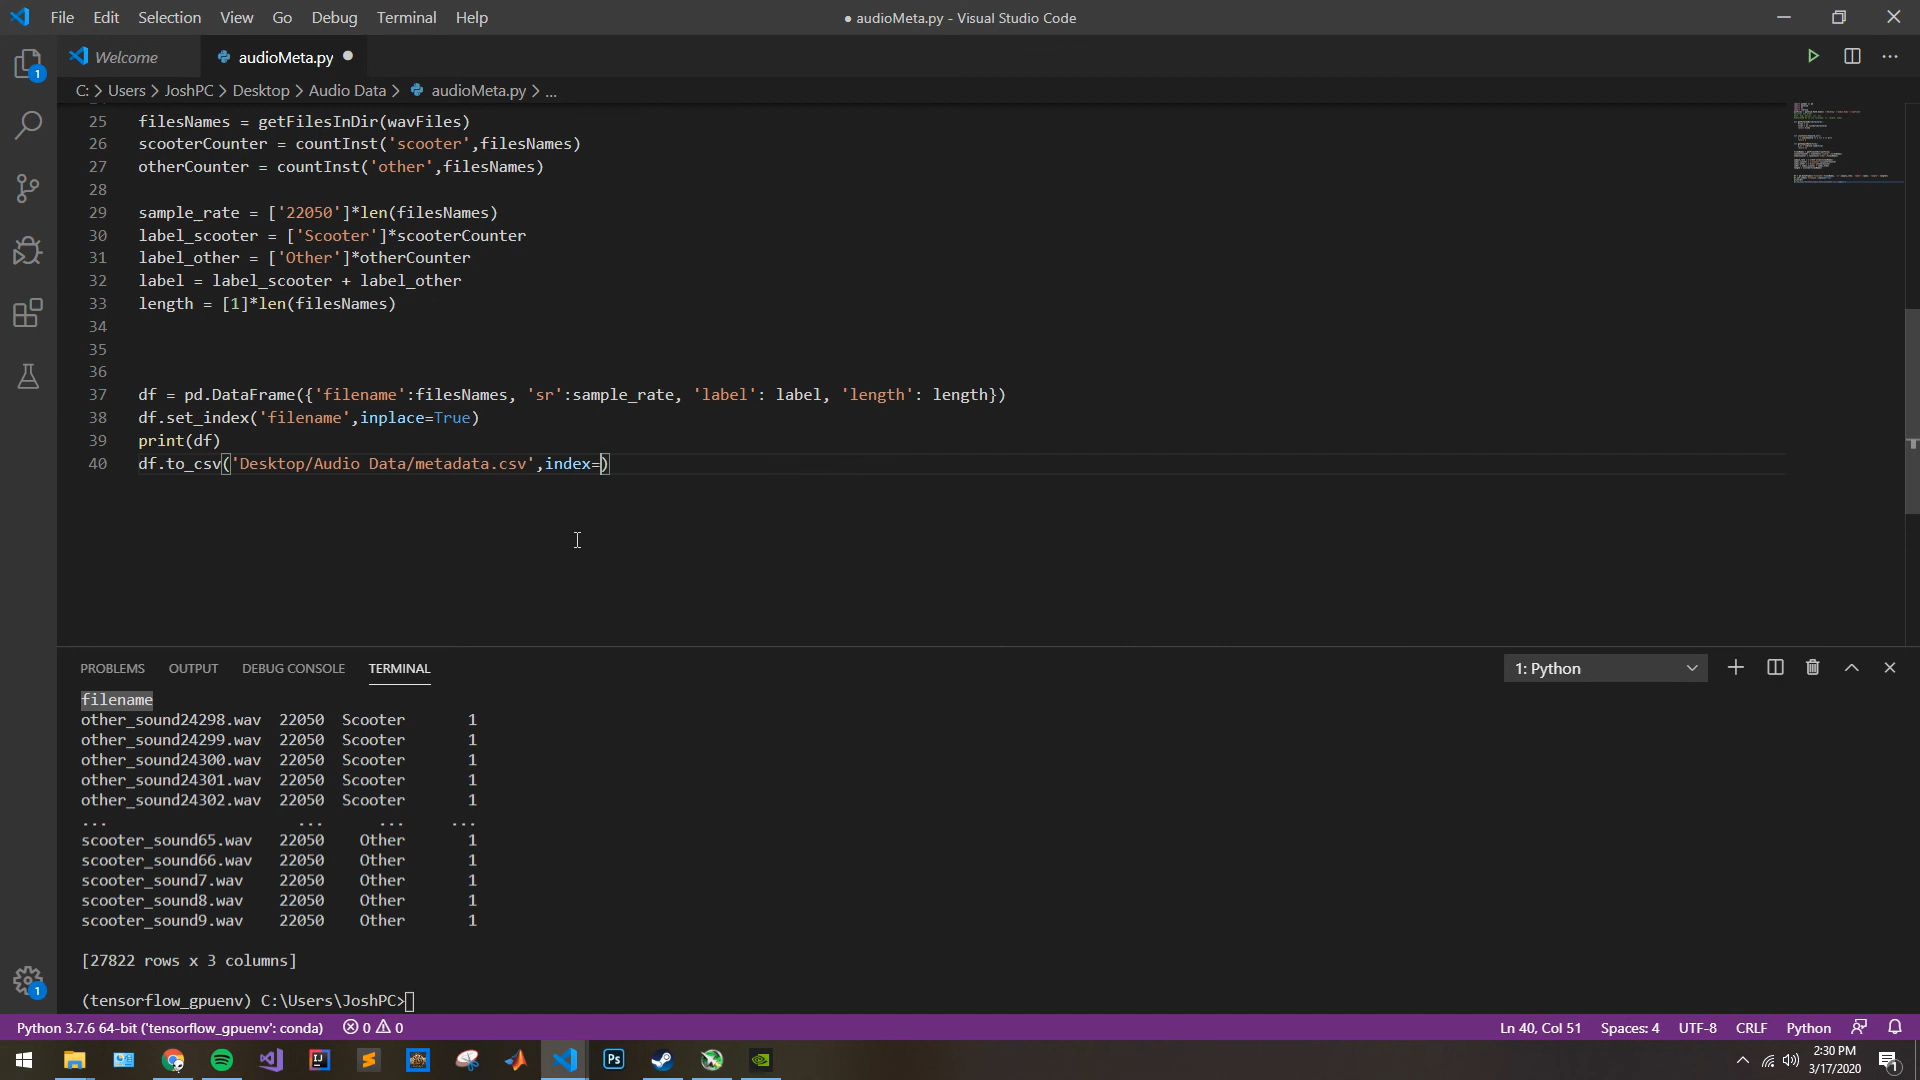 File Edit Selection View Go Debug Terminal Help
● audioMeta.py - Visual Studio Code
Welcome
audioMeta.py
C: > Users > JoshPC > Desktop > Audio Data > audioMeta.py > ...
25 filesNames = getFilesInDir(wavFiles)
26 scooterCounter = countInst('scooter',filesNames)
27 otherCounter = countInst('other',filesNames)
28
29 sample_rate = ['22050']*len(filesNames)
30 label_scooter = ['Scooter']*scooterCounter
31 label_other = ['Other']*otherCounter
32 label = label_scooter + label_other
33 length = [1]*len(filesNames)
34
35
36
37 df = pd.DataFrame({'filename':filesNames, 'sr':sample_rate, 'label': label, 'length': length})
38 df.set_index('filename',inplace=True)
39 print(df)
40 df.to_csv('Desktop/Audio Data/metadata.csv',index=)
PROBLEMS OUTPUT DEBUG CONSOLE TERMINAL
1: Python
filename
other_sound24298.wav 22050 Scooter 1
other_sound24299.wav 22050 Scooter 1
other_sound24300.wav 22050 Scooter 1
other_sound24301.wav 22050 Scooter 1
other_sound24302.wav 22050 Scooter 1
... ... ... ...
scooter_sound65.wav 22050 Other 1
scooter_sound66.wav 22050 Other 1
scooter_sound7.wav 22050 Other 1
scooter_sound8.wav 22050 Other 1
scooter_sound9.wav 22050 Other 1
[27822 rows x 3 columns]
(tensorflow_gpuenv) C:\Users\JoshPC>
1
1
Python 3.7.6 64-bit ('tensorflow_gpuenv': conda) 0 0
Ln 40, Col 51 Spaces: 4 UTF-8 CRLF Python
Ps
2:30 PM
3/17/2020
1